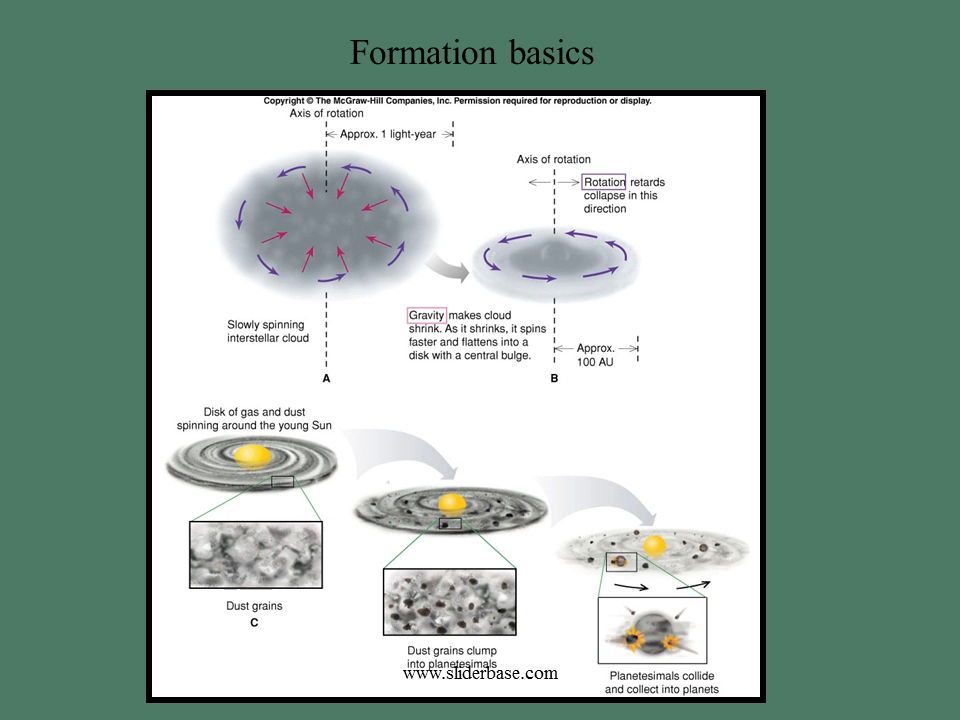 Formation basics
Copyright © The McGraw-Hill Companies, Inc. Permission required for reproduction or display.
Axis of rotation
Approx. 1 light-year
Axis of rotation
Rotation retards
collapse in this
direction
Slowly spinning
interstellar cloud
Gravity makes cloud
shrink. As it shrinks, it spins
faster and flattens into a
disk with a central bulge.
Approx.
100 AU
A
B
Disk of gas and dust
spinning around the young Sun
Dust grains
C
Dust grains clump
into planetesimals
www.sliderbase.com
Planetesimals collide
and collect into planets